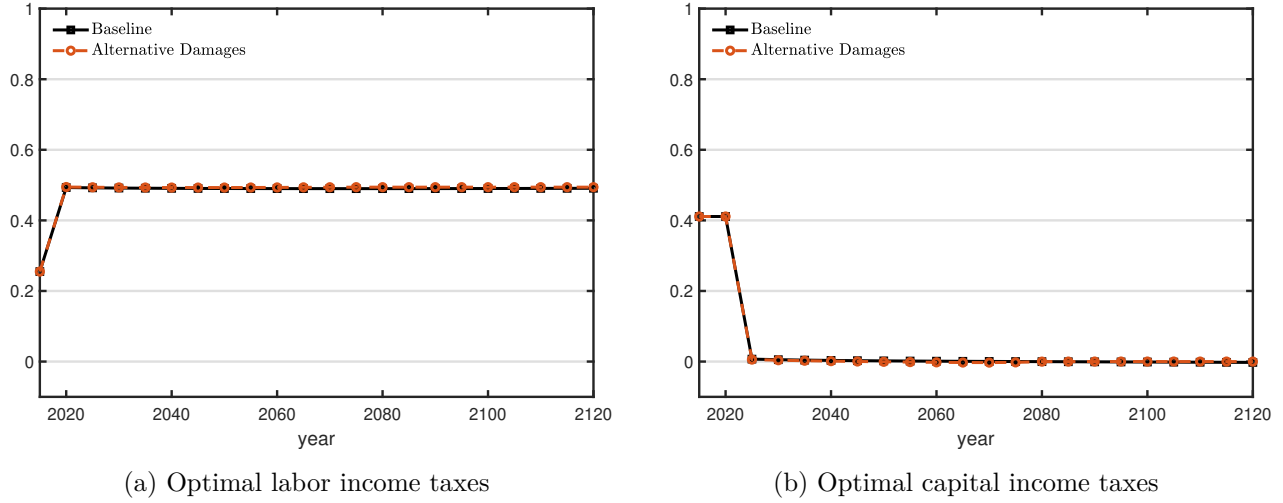 1
0.8
0.6
0.4
0.2
0
Baseline
Alternative Damages
2020 2040 2060 2080 2100 2120
year
(a) Optimal labor income taxes
1
0.8
0.6
0.4
0.2
0
Baseline
Alternative Damages
2020 2040 2060 2080 2100 2120
year
(b) Optimal capital income taxes